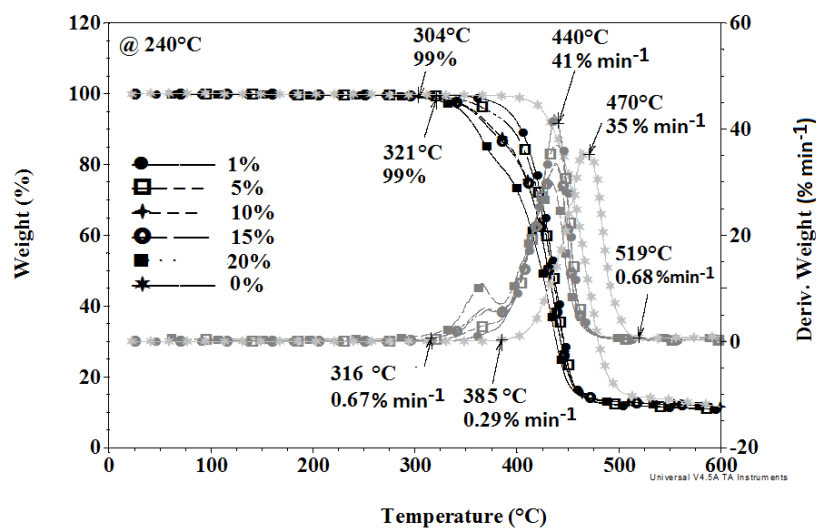 @ 240°C
304°C
99%
440°C
41% min-1
470°C
35 % min-1
321°C
99%
1%
5%
10%
15%
20%
0%
519°C
0.68%min-1
316 °C
0.67% min-1
385 °C
0.29% min-1
120
100
80
60
40
20
0
60
40
20
0
-20
0
100
200
300
400
500
600
Weight (%)
Deriv. Weight (% min-1)
Universal V4.5A TA Instruments
Temperature (°C)